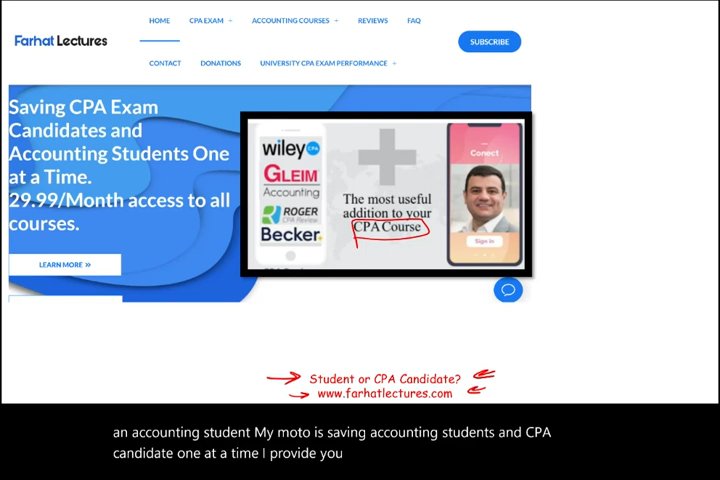 HOME CPA EXAM ACCOUNTING COURSES REVIEWS FAQ
Farhat Lectures
SUBSCRIBE
CONTACT DONATIONS UNIVERSITY CPA EXAM PERFORMANCE
Saving CPA Exam
Candidates and
Accounting Students One
at a Time.
29.99/Month access to all
courses.
LEARN MORE »
wiley CPA
GLEIM
Accounting
ROGER
CPA Review
Becker
The most useful
addition to your
CPA Course
Conect
Sign in
Student or CPA Candidate?
www.farhatlectures.com
an accounting student My moto is saving accounting students and CPA
candidate one at a time I provide you